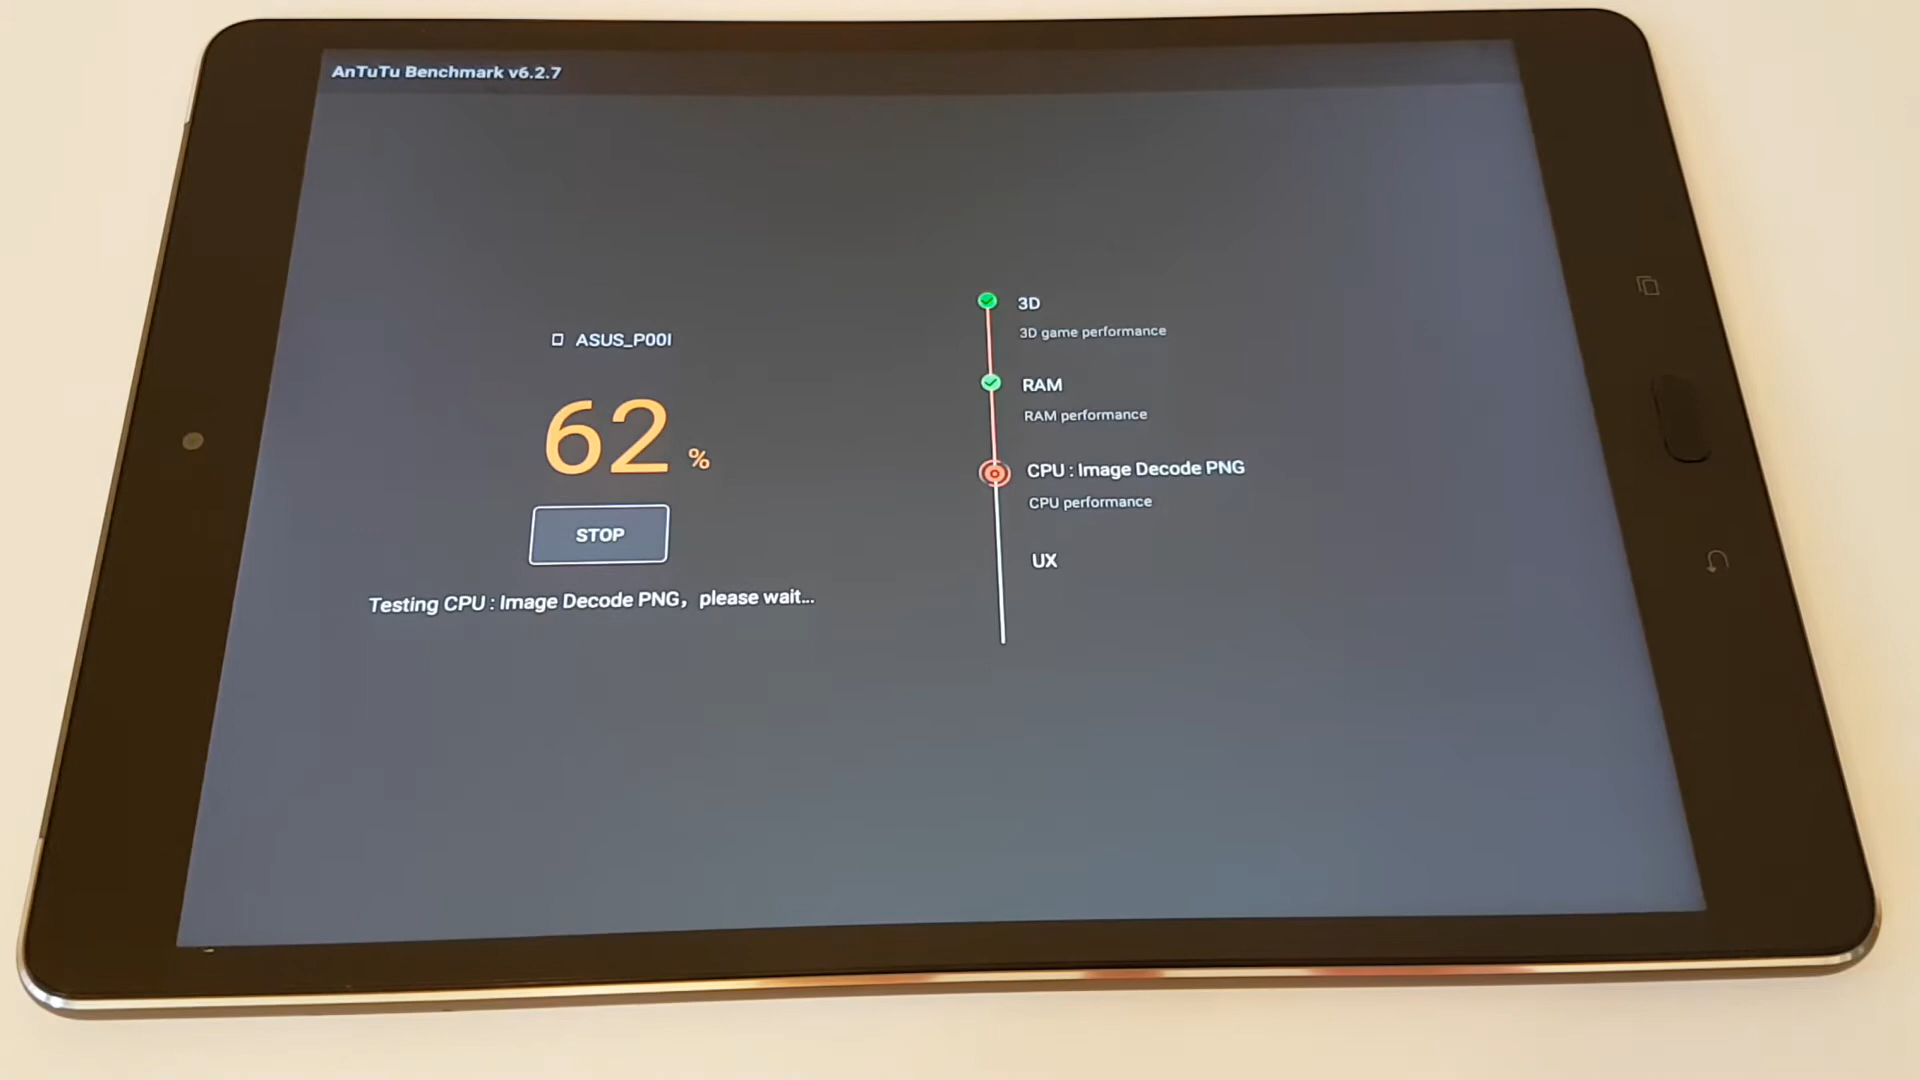 AnTuTu Benchmark v6.2.7
ASUS_P00I
62 %
STOP
Testing CPU : Image Decode PNG，please wait...
3D
3D game performance
RAM
RAM performance
CPU : Image Decode PNG
CPU performance
UX